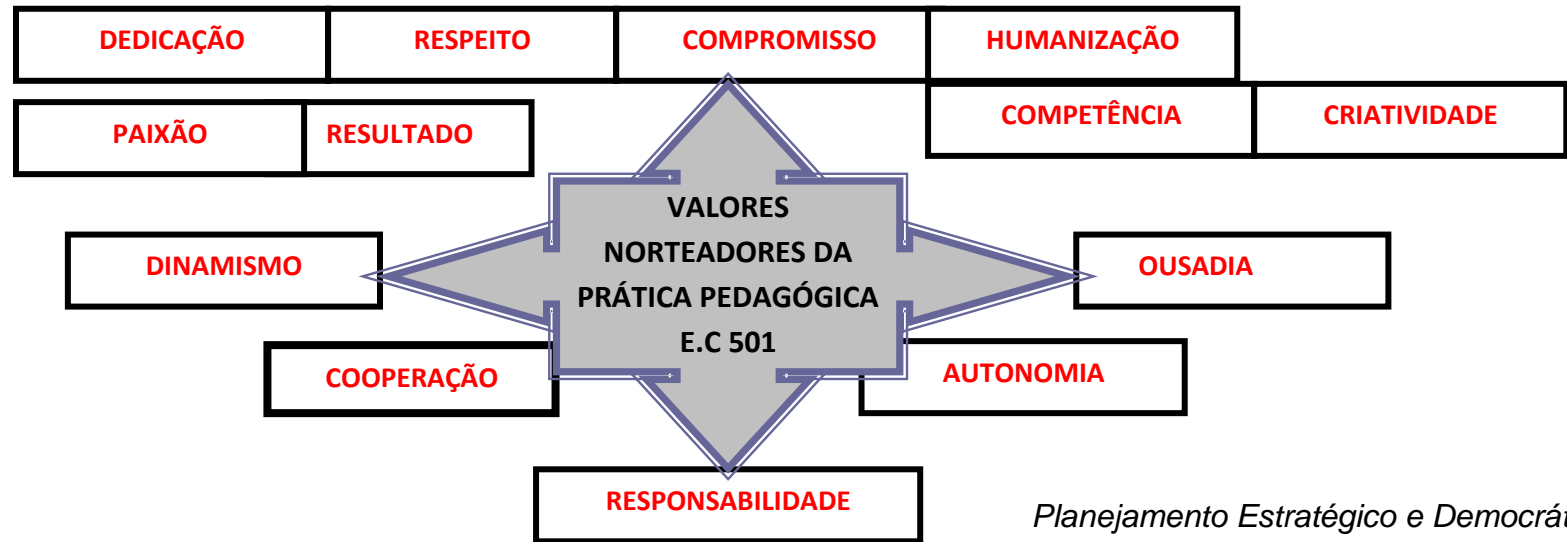 DEDICAÇÃO
RESPEITO
COMPROMISSO
HUMANIZAÇÃO
COMPETÊNCIA
CRIATIVIDADE
PAIXÃO
RESULTADO
VALORES
NORTEADORES DA
PRÁTICA PEDAGÓGICA
E.C 501
DINAMISMO
OUSADIA
COOPERAÇÃO
AUTONOMIA
RESPONSABILIDADE
Planejamento Estratégico e Democrát